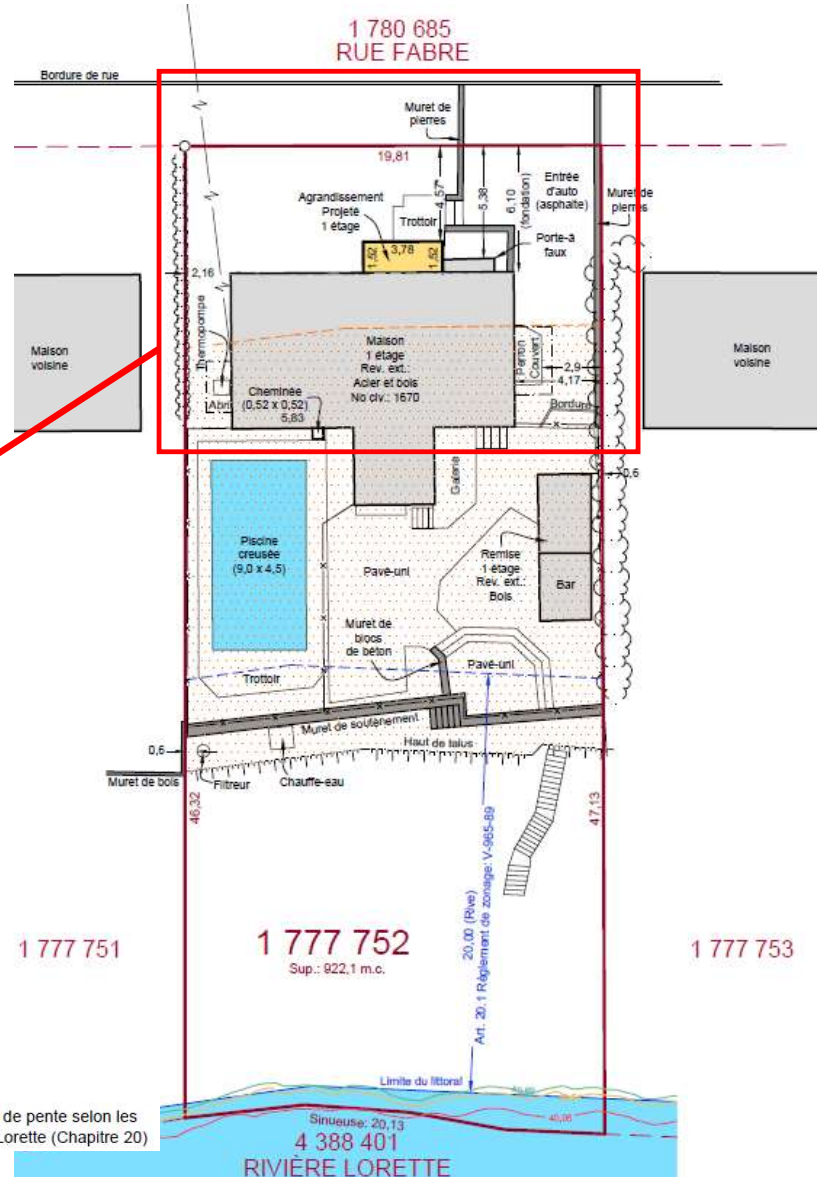 1 780 685
RUE FABRE
Bordure de rue
Muret de
pierres
19,81
Entrée
d'auto
(asphalte)
Muret de
pierres
Agrandissement
Projeté
1 étage
Trottoir
4,57
5,38
6,10
(fondation)
Porte-à
faux
3,78
1,52
1,52
2,16
Maison
voisine
Thermopompe
Maison
1 étage
Rev. ext.:
Acier et bois
No civ.: 1670
Perron
Couvert
2,9
4,17
Maison
voisine
Abri
Cheminée
(0,52 x 0,52)
5,83
Bordure
0,6
Galerie
Piscine
creusée
(9,0 x 4,5)
Pavé-uni
Remise
1 étage
Rev. ext.:
Bois
Bar
Muret de
blocs
de béton
Pavé-uni
Trottoir
Muret de soutènement
Haut de talus
0,6
Muret de bois
Filtreur
Chauffe-eau
46,32
47,13
20,00 (Rive)
Art. 20.1 Règlement de zonage: V-965-89
1 777 751
1 777 752
Sup.: 922,1 m.c.
1 777 753
Limite du littoral
40,06
Sinueuse: 20,13
de pente selon les
Lorette (Chapitre 20)
4 388 401
RIVIÈRE LORETTE